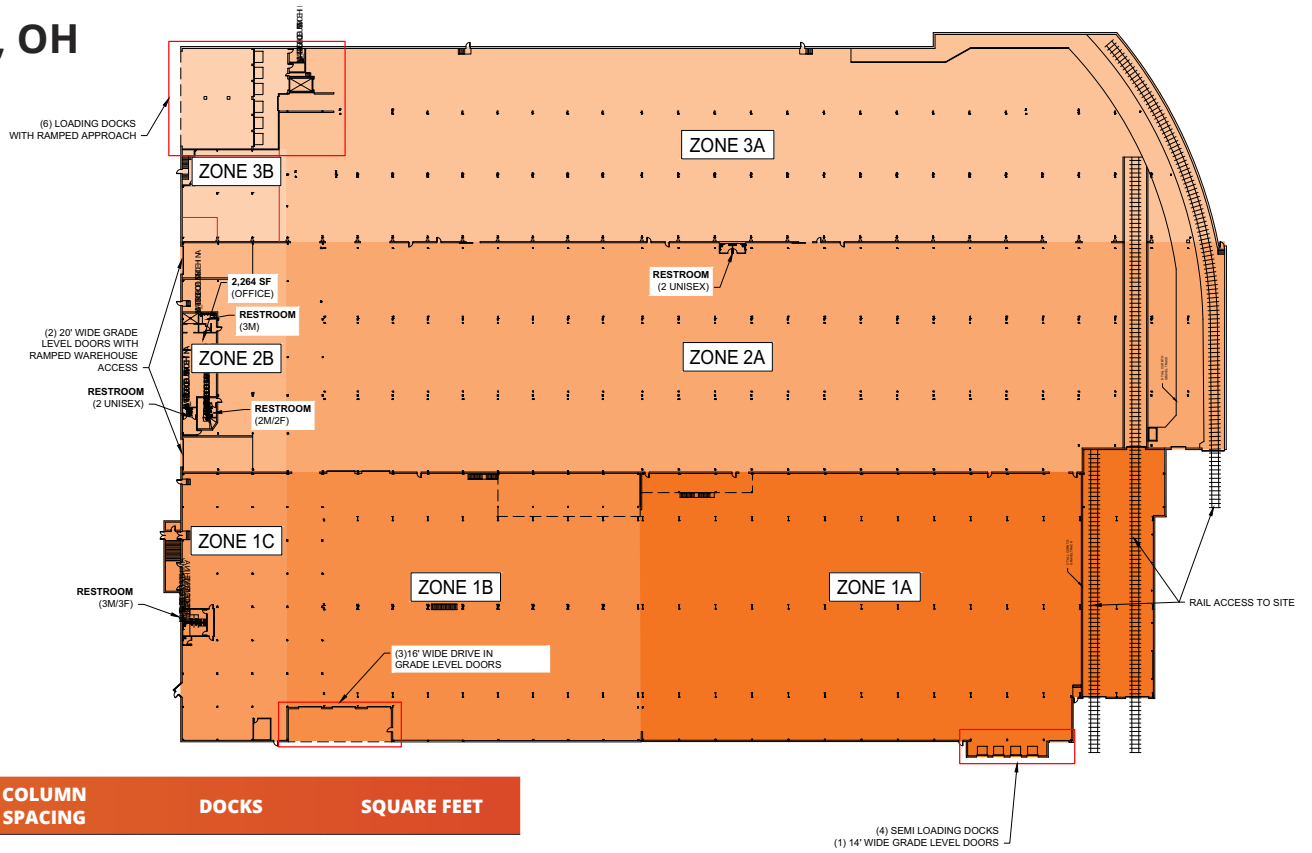 , OH
(6) LOADING DOCKS
WITH RAMPED APPROACH
ZONE 3A
ZONE 3B
2,264 SF
(OFFICE)
RESTROOM
(2 UNISEX)
RESTROOM
(3M)
(2) 20' WIDE GRADE
LEVEL DOORS WITH
RAMPED WAREHOUSE
ACCESS
ZONE 2B
ZONE 2A
RESTROOM
(2 UNISEX)
RESTROOM
(2M/2F)
ZONE 1C
ZONE 1B
ZONE 1A
RESTROOM
(3M/3F)
RAIL ACCESS TO SITE
(3)16' WIDE DRIVE IN
GRADE LEVEL DOORS
COLUMN
SPACING
DOCKS
SQUARE FEET
(4) SEMI LOADING DOCKS
(1) 14' WIDE GRADE LEVEL DOORS